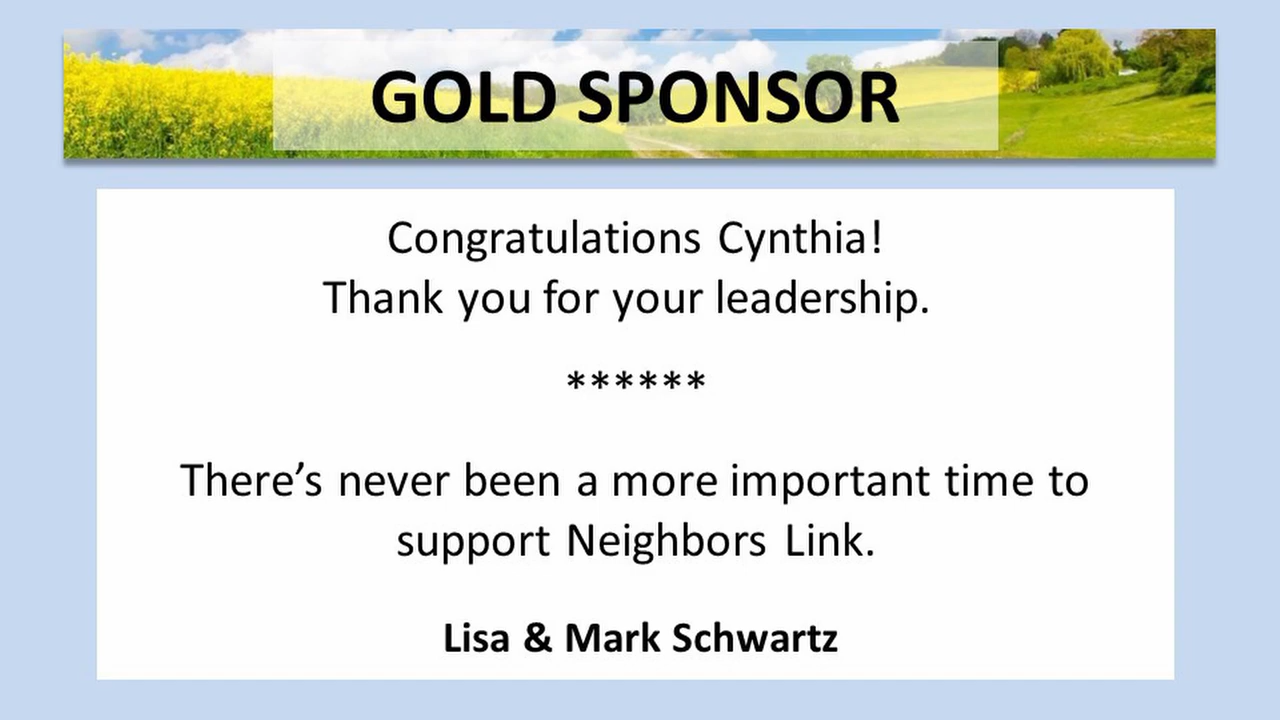 GOLD SPONSOR
Congratulations Cynthia!
Thank you for your leadership.
******
There’s never been a more important time to
support Neighbors Link.
Lisa & Mark Schwartz